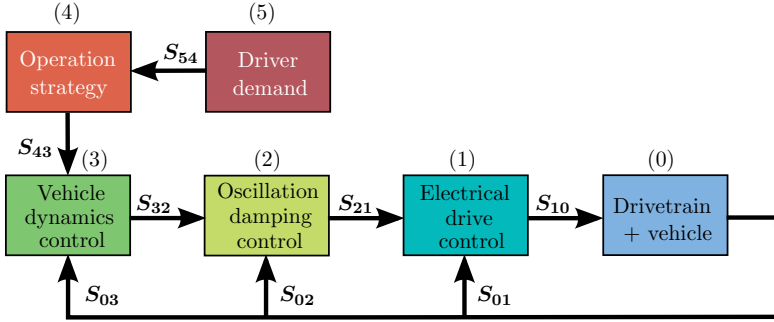 (4)
(5)
Operation
strategy
S54
Driver
demand
S43
(3)
(2)
(1)
(0)
Vehicle
dynamics
control
S32
Oscillation
damping
control
S21
Electrical
drive
control
S10
Drivetrain
+ vehicle
S03
S02
S01